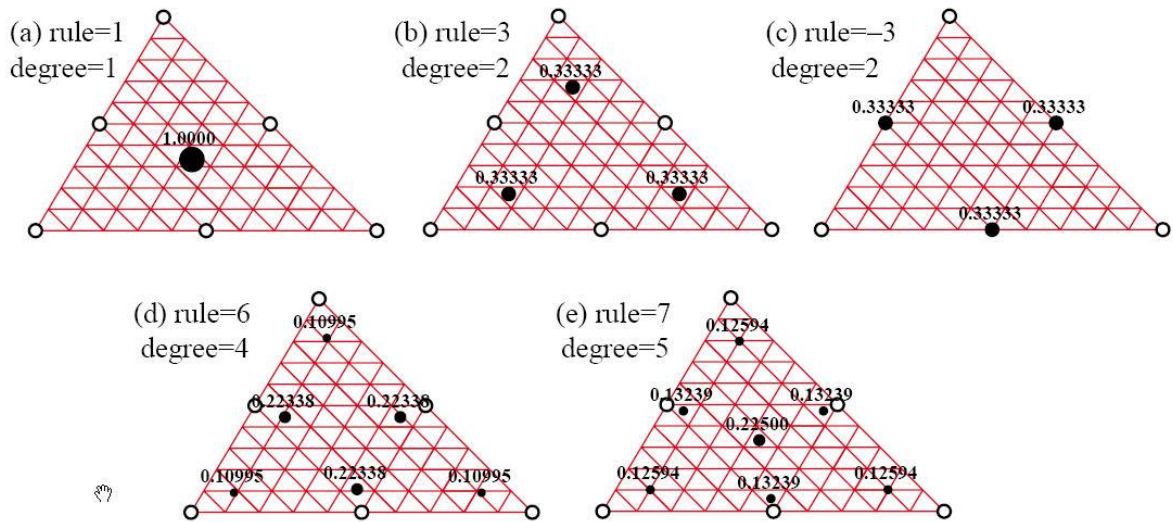 (a) rule=1
degree=1
1.0000
(b) rule=3
degree=2
0.33333
0.33333
0.33333
(c) rule=−3
degree=2
0.33333
0.33333
0.33333
(d) rule=6
degree=4
0.10995
0.22338
0.22338
0.10995
0.22338
0.10995
(e) rule=7
degree=5
0.12594
0.13239
0.13239
0.22500
0.12594
0.13239
0.12594